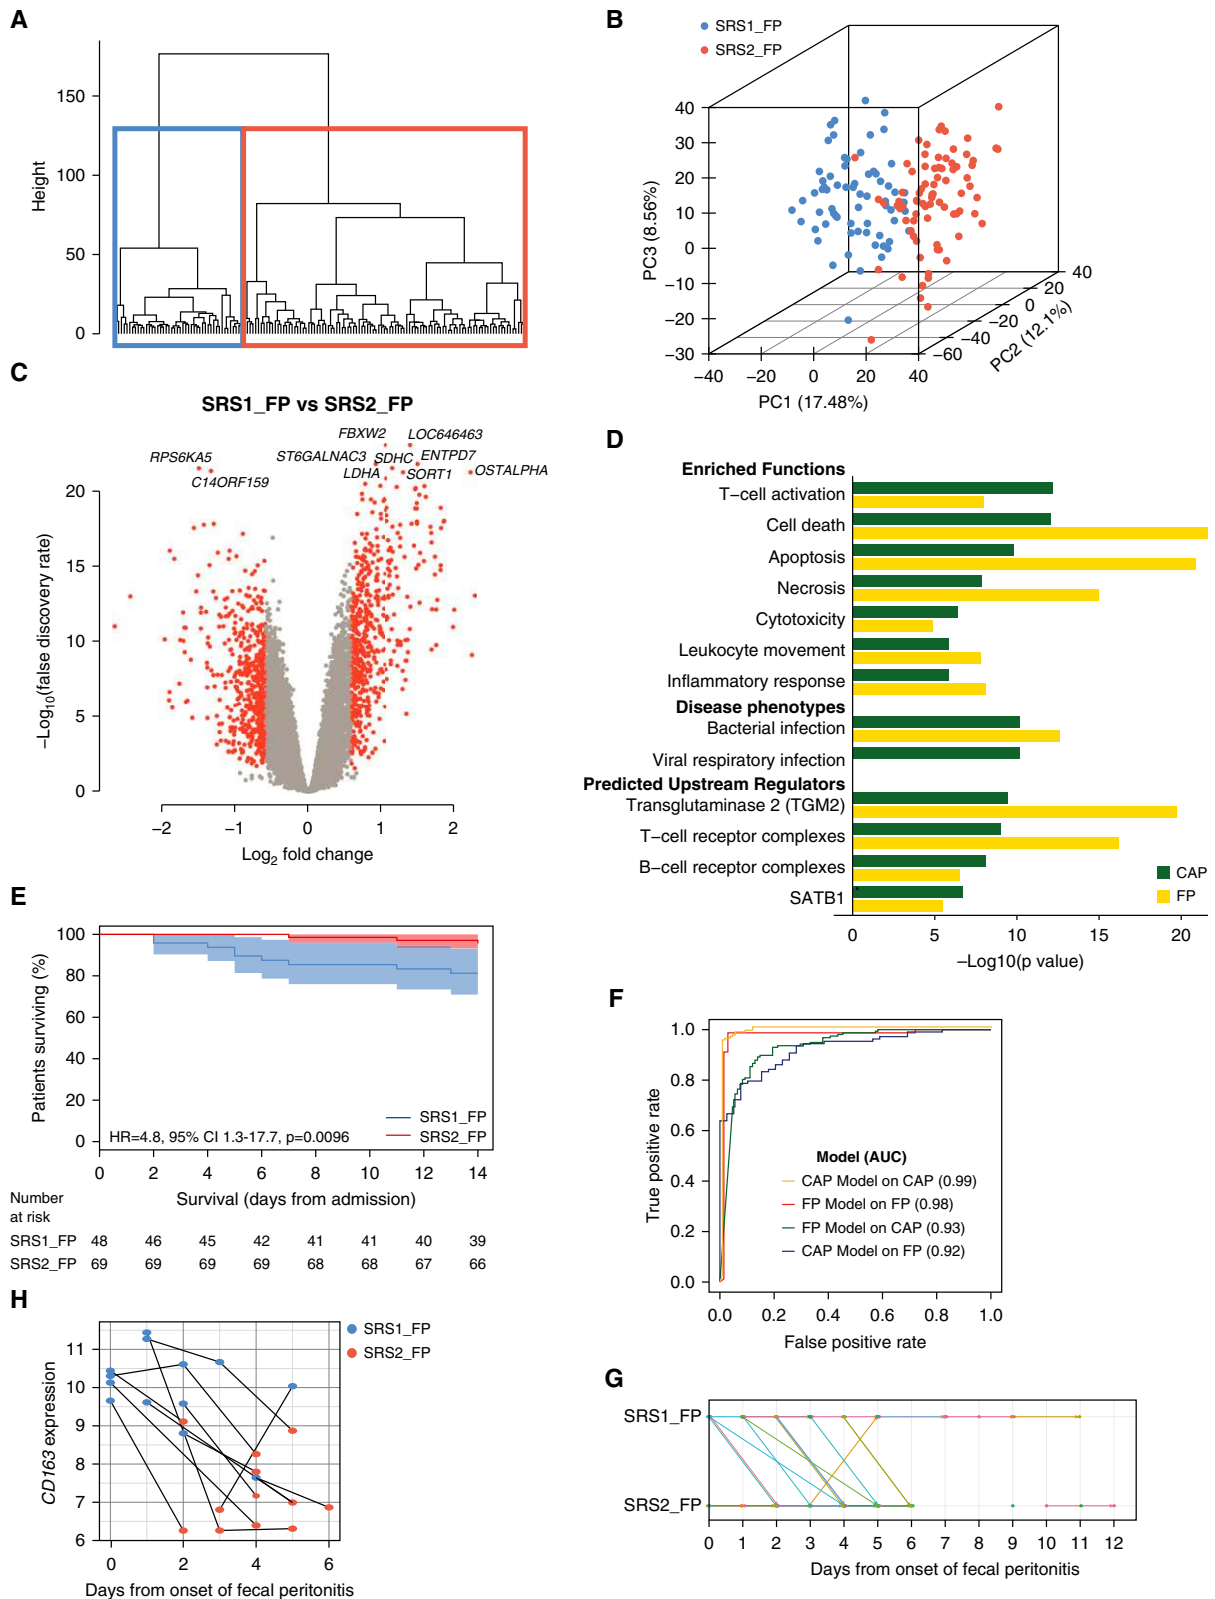 A
150
100
50
0
Height
B
SRS1_FP
SRS2_FP
40
30
20
10
0
−10
−20
−30
PC3 (8.56%)
−40
−20
0
20
40
PC1 (17.48%)
−60
−40
−20
0
20
40
PC2 (12.1%)
C
SRS1_FP vs SRS2_FP
FBXW2
LOC646463
RPS6KA5
ST6GALNAC3
SDHC
ENTPD7
C14ORF159
LDHA
SORT1
OSTALPHA
20
15
10
5
0
−Log10(false discovery rate)
−2
−1
0
1
2
Log2 fold change
D
Enriched Functions
T−cell activation
Cell death
Apoptosis
Necrosis
Cytotoxicity
Leukocyte movement
Inflammatory response
Disease phenotypes
Bacterial infection
Viral respiratory infection
Predicted Upstream Regulators
Transglutaminase 2 (TGM2)
T−cell receptor complexes
B−cell receptor complexes
SATB1
CAP
FP
0
5
10
15
20
−Log10(p value)
E
100
80
60
40
20
0
Patients surviving (%)
SRS1_FP
SRS2_FP
HR=4.8, 95% CI 1.3-17.7, p=0.0096
0 2 4 6 8 10 12 14
Survival (days from admission)
Number
at risk
SRS1_FP 48 46 45 42 41 41 40 39
SRS2_FP 69 69 69 69 68 68 67 66
F
1.0
0.8
0.6
0.4
0.2
0.0
True positive rate
Model (AUC)
CAP Model on CAP (0.99)
FP Model on FP (0.98)
FP Model on CAP (0.93)
CAP Model on FP (0.92)
0.0 0.2 0.4 0.6 0.8 1.0
False positive rate
H
SRS1_FP
SRS2_FP
11
10
9
8
7
6
CD163 expression
0 2 4 6
Days from onset of fecal peritonitis
G
SRS1_FP
SRS2_FP
0 1 2 3 4 5 6 7 8 9 10 11 12
Days from onset of fecal peritonitis